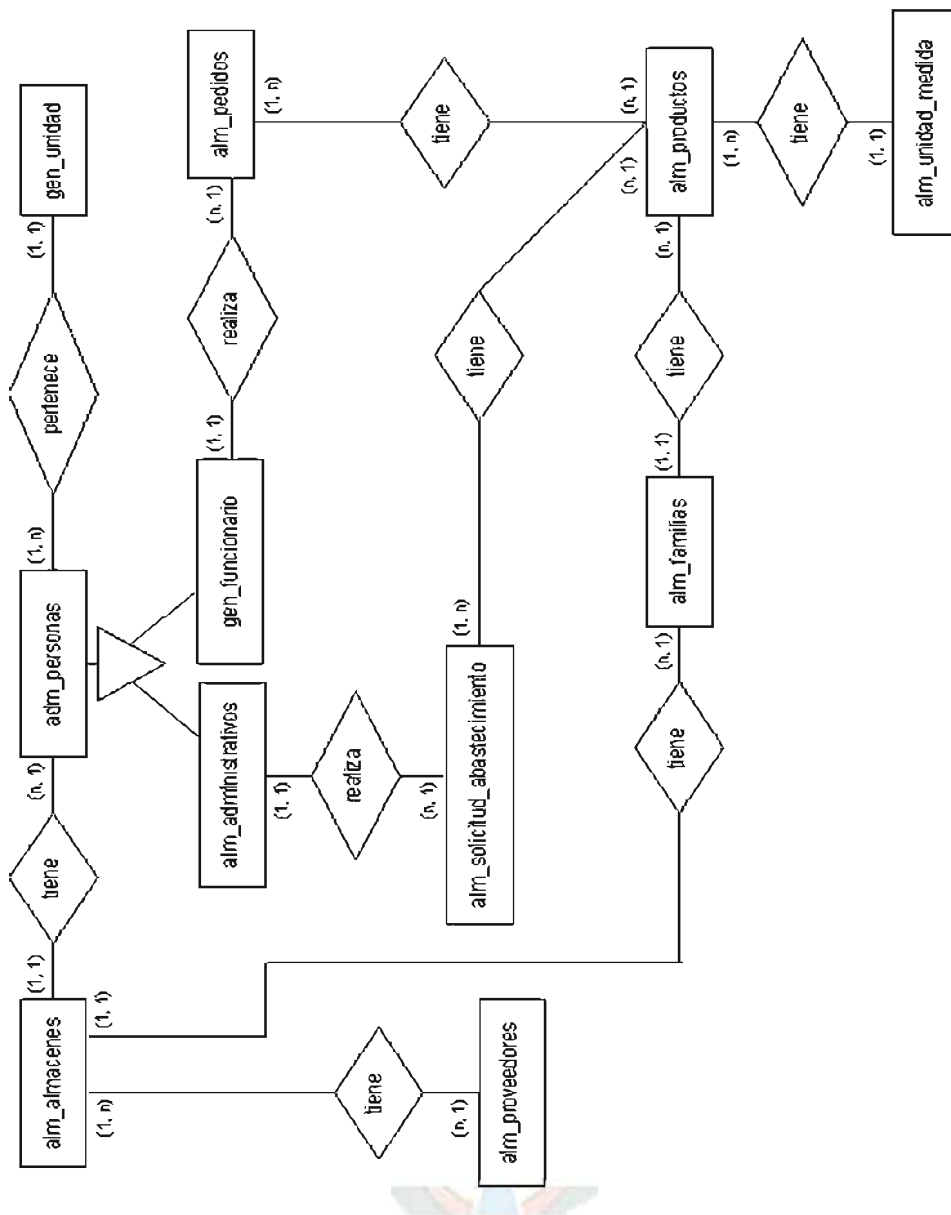 alm_almacenes
(1, 1)
tiene
(n, 1)
adm_personas
(1, n)
pertenece
(1, 1)
gen_unidad
(1, n)
(1, 1)
alm_administrativos
gen_funcionario
(1, 1)
realiza
(n, 1)
alm_pedidos
(1, 1)
(1, n)
tiene
realiza
tiene
(n, 1)
(n, 1)
alm_proveedores
alm_solicitud_abastecimiento
(1, n)
tiene
(n, 1)
(n, 1)
tiene
(n, 1)
alm_familias
(1, 1)
tiene
(n, 1)
alm_productos
(1, n)
tiene
(1, 1)
alm_unidad_medida